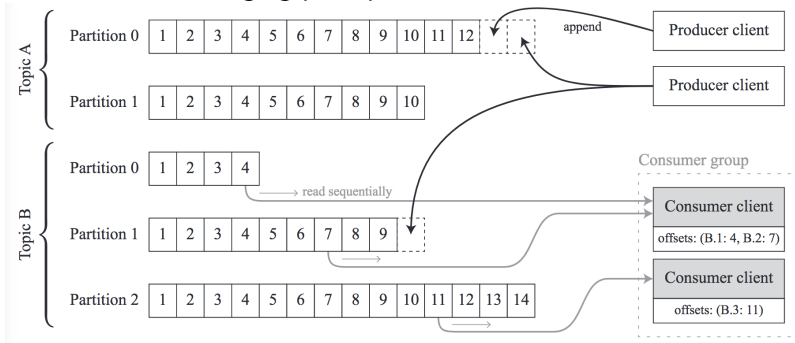 Topic A
Partition 0 1 2 3 4 5 6 7 8 9 10 11 12
append
Producer client
Partition 1 1 2 3 4 5 6 7 8 9 10
Producer client
Topic B
Partition 0 1 2 3 4
read sequentially
Partition 1 1 2 3 4 5 6 7 8 9
Partition 2 1 2 3 4 5 6 7 8 9 10 11 12 13 14
Consumer group
Consumer client
offsets: (B.1: 4, B.2: 7)
Consumer client
offsets: (B.3: 11)